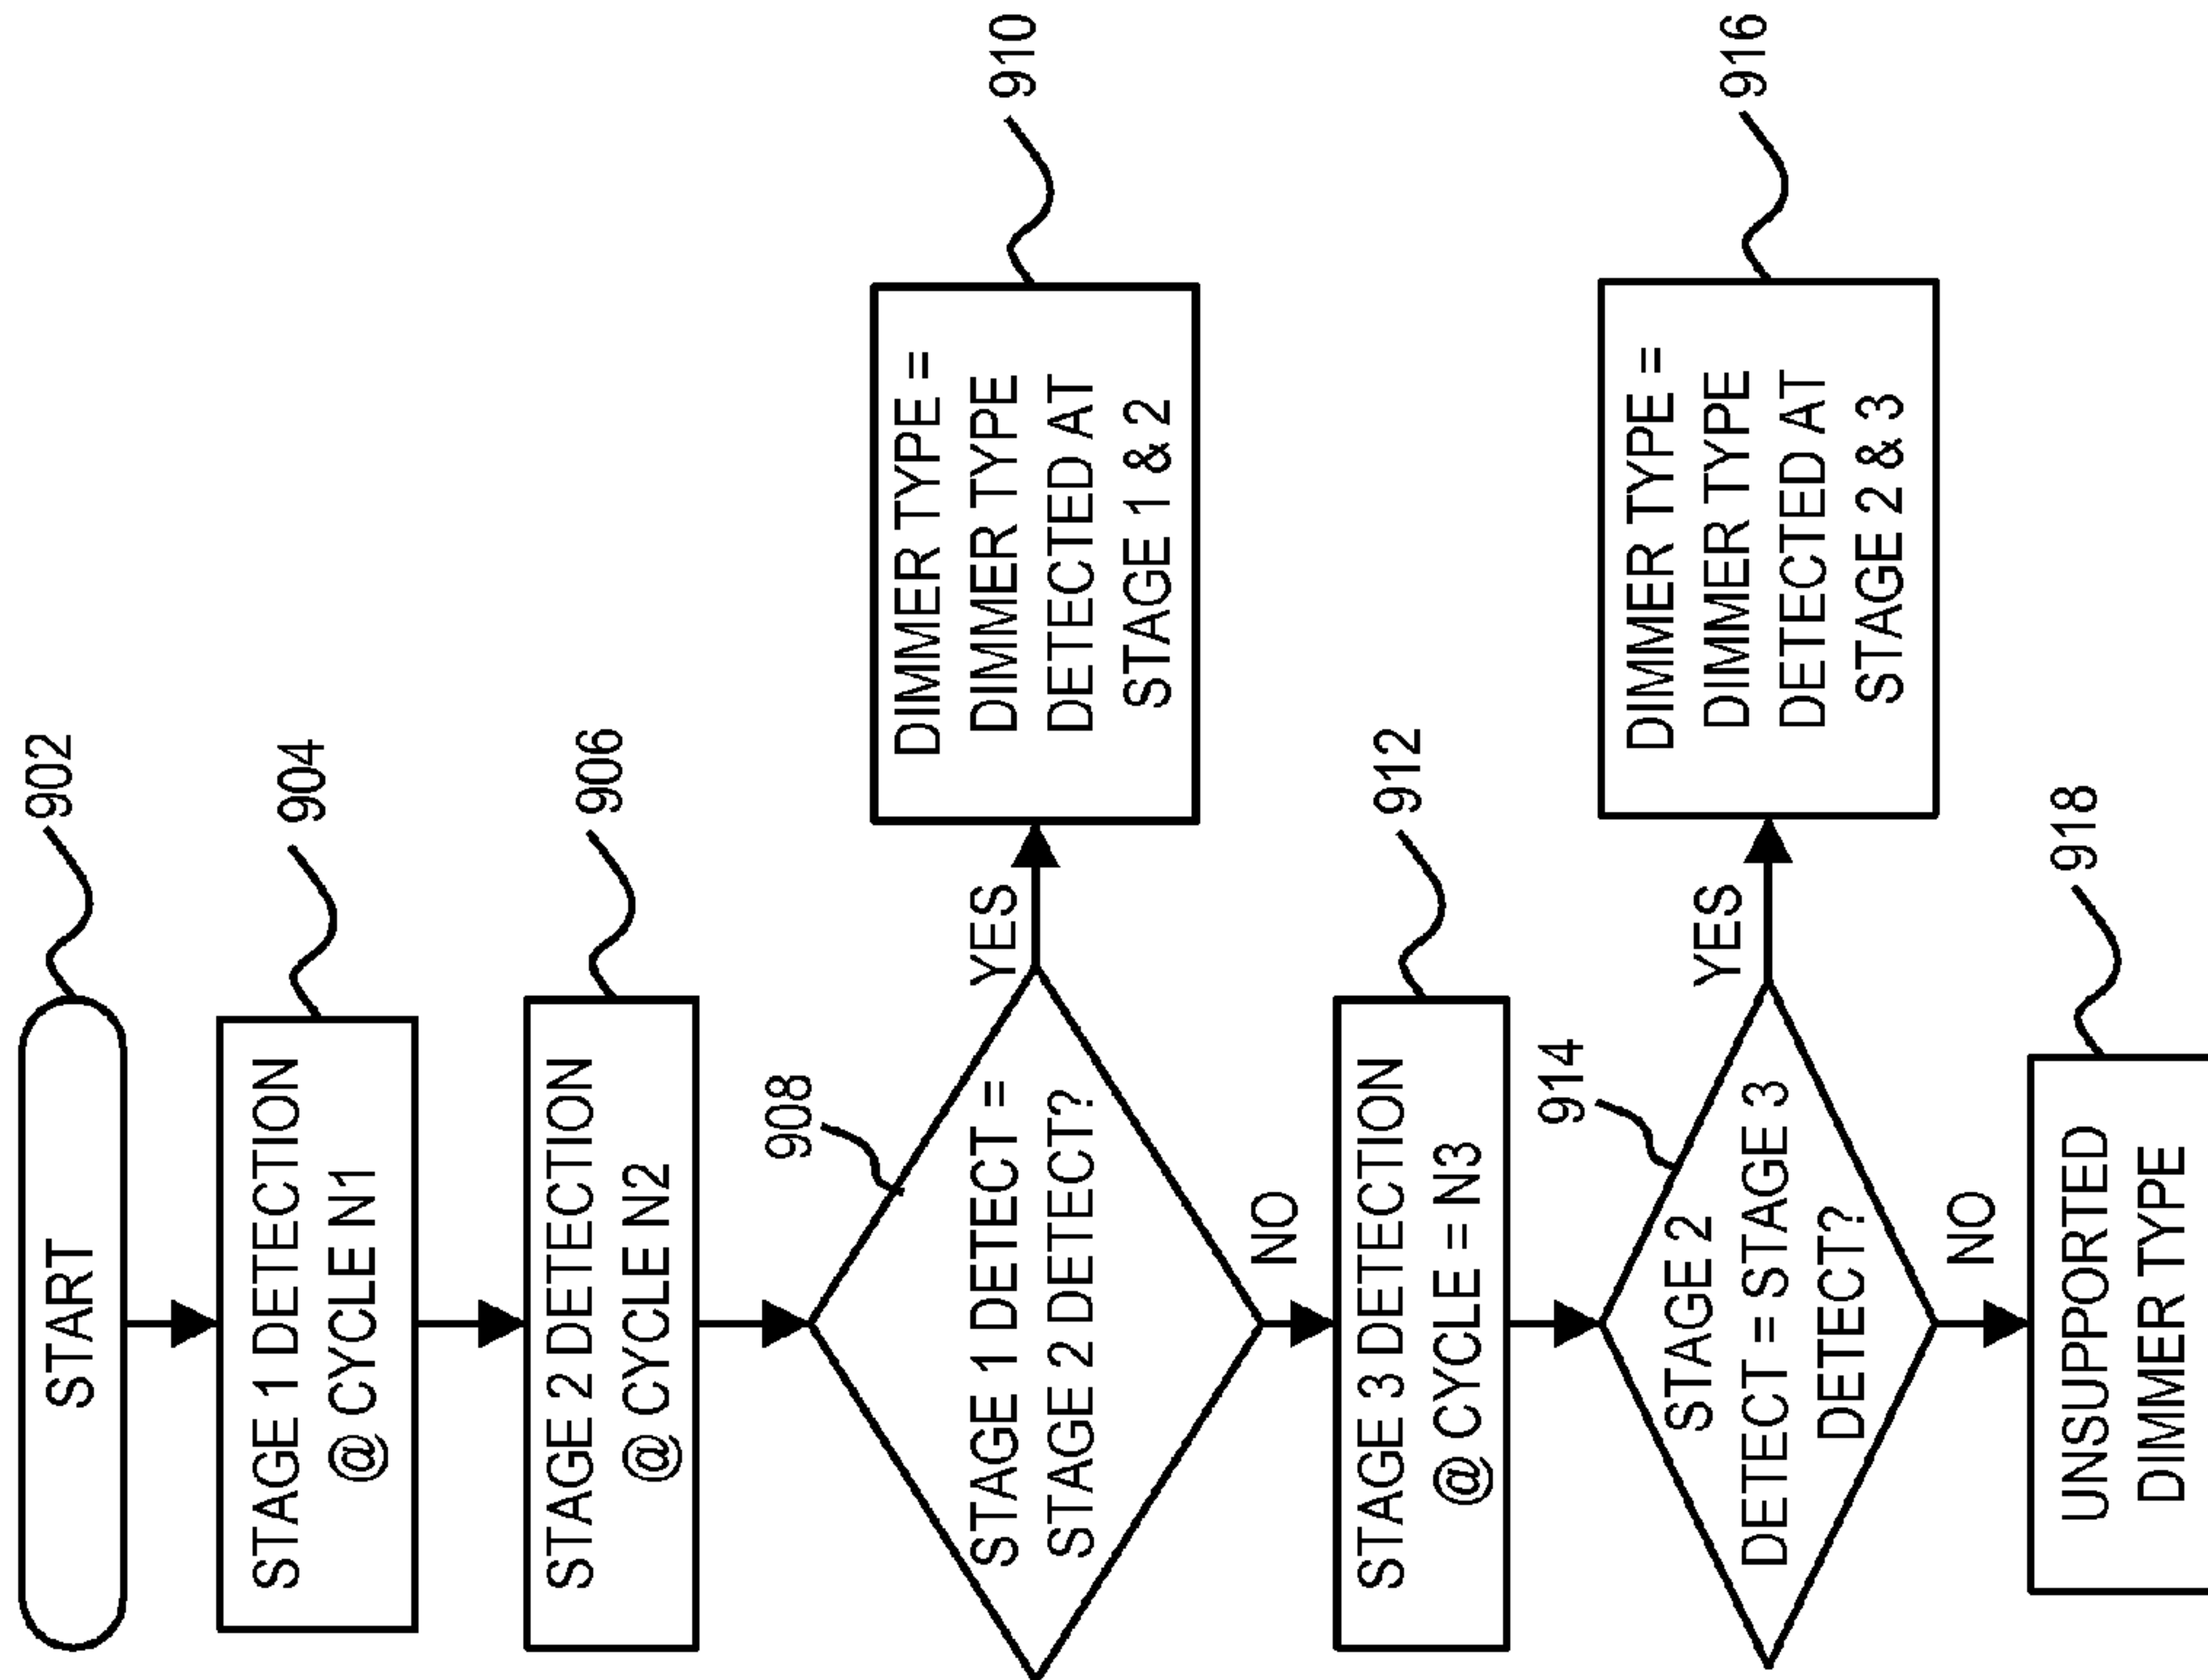 902
START
904
STAGE 1 DETECTION
@ CYCLE N1
906
STAGE 2 DETECTION
@ CYCLE N2
908
STAGE 1 DETECT =
STAGE 2 DETECT?
YES
910
DIMMER TYPE =
DIMMER TYPE
DETECTED AT
STAGE 1 & 2
NO
912
STAGE 3 DETECTION
@ CYCLE = N3
914
STAGE 2
DETECT = STAGE 3
DETECT?
YES
916
DIMMER TYPE =
DIMMER TYPE
DETECTED AT
STAGE 2 & 3
NO
918
UNSUPPORTED
DIMMER TYPE